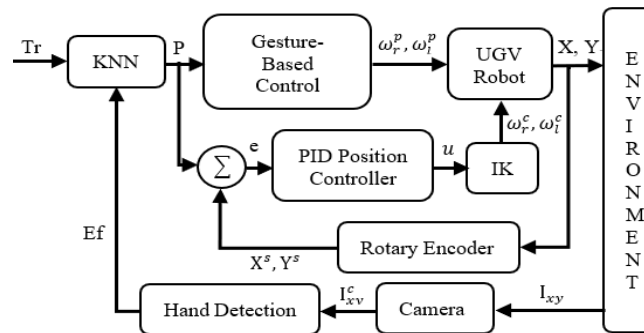 Tr
KNN
P
Gesture-
Based
Control
ω_r^p, ω_l^p
UGV
Robot
X, Y
E
N
V
I
R
O
N
M
E
N
T
Σ
e
PID Position
Controller
u
IK
ω_r^c, ω_l^c
Ef
X^s, Y^s
Rotary Encoder
Hand Detection
I_xv^c
Camera
I_xy